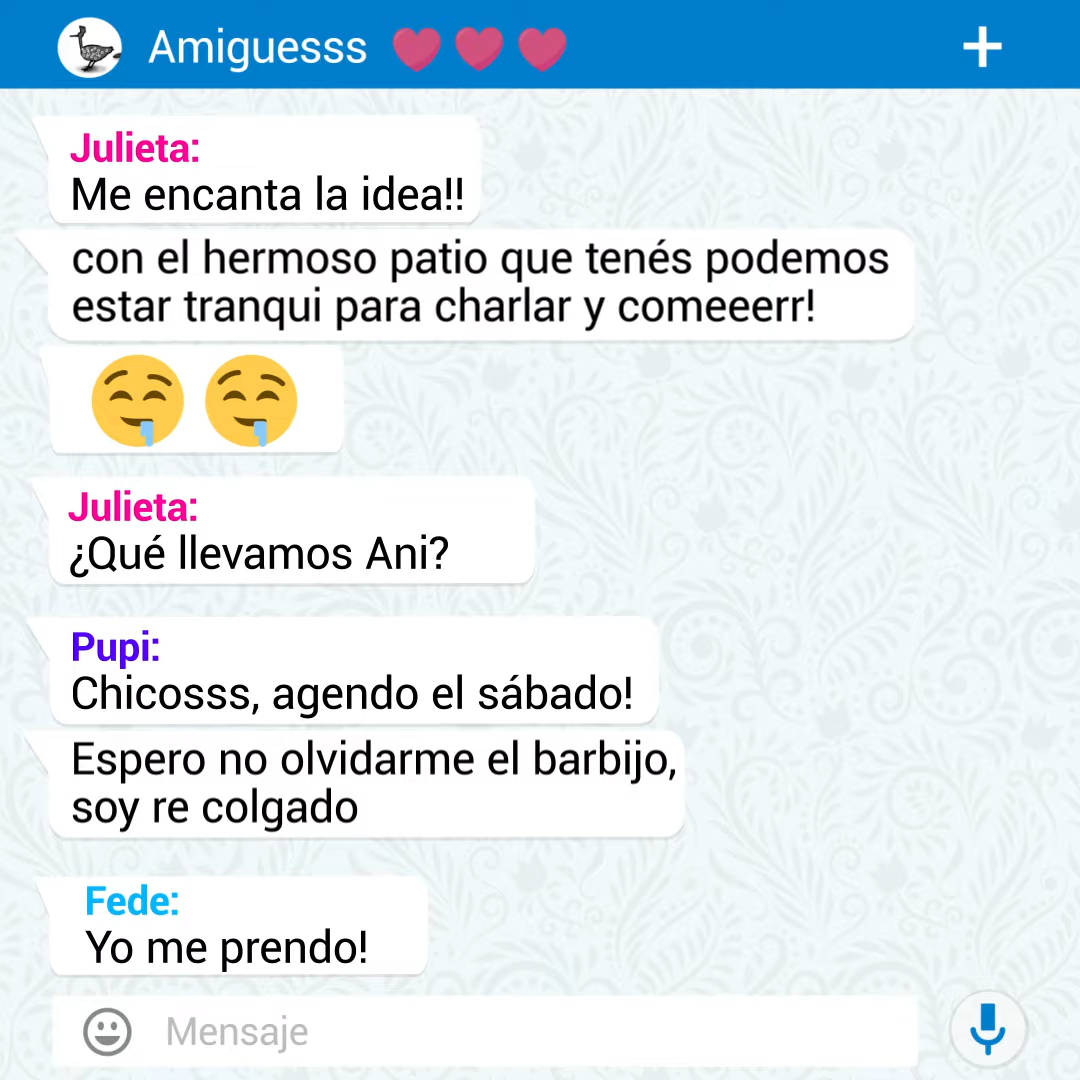 Amiguesss
Julieta:
Me encanta la idea!!
con el hermoso patio que tenés podemos
estar tranqui para charlar y comeeerr!
Julieta:
¿Qué llevamos Ani?
Pupi:
Chicosss, agendo el sábado!
Espero no olvidarme el barbijo,
soy re colgado
Fede:
Yo me prendo!
Mensaje